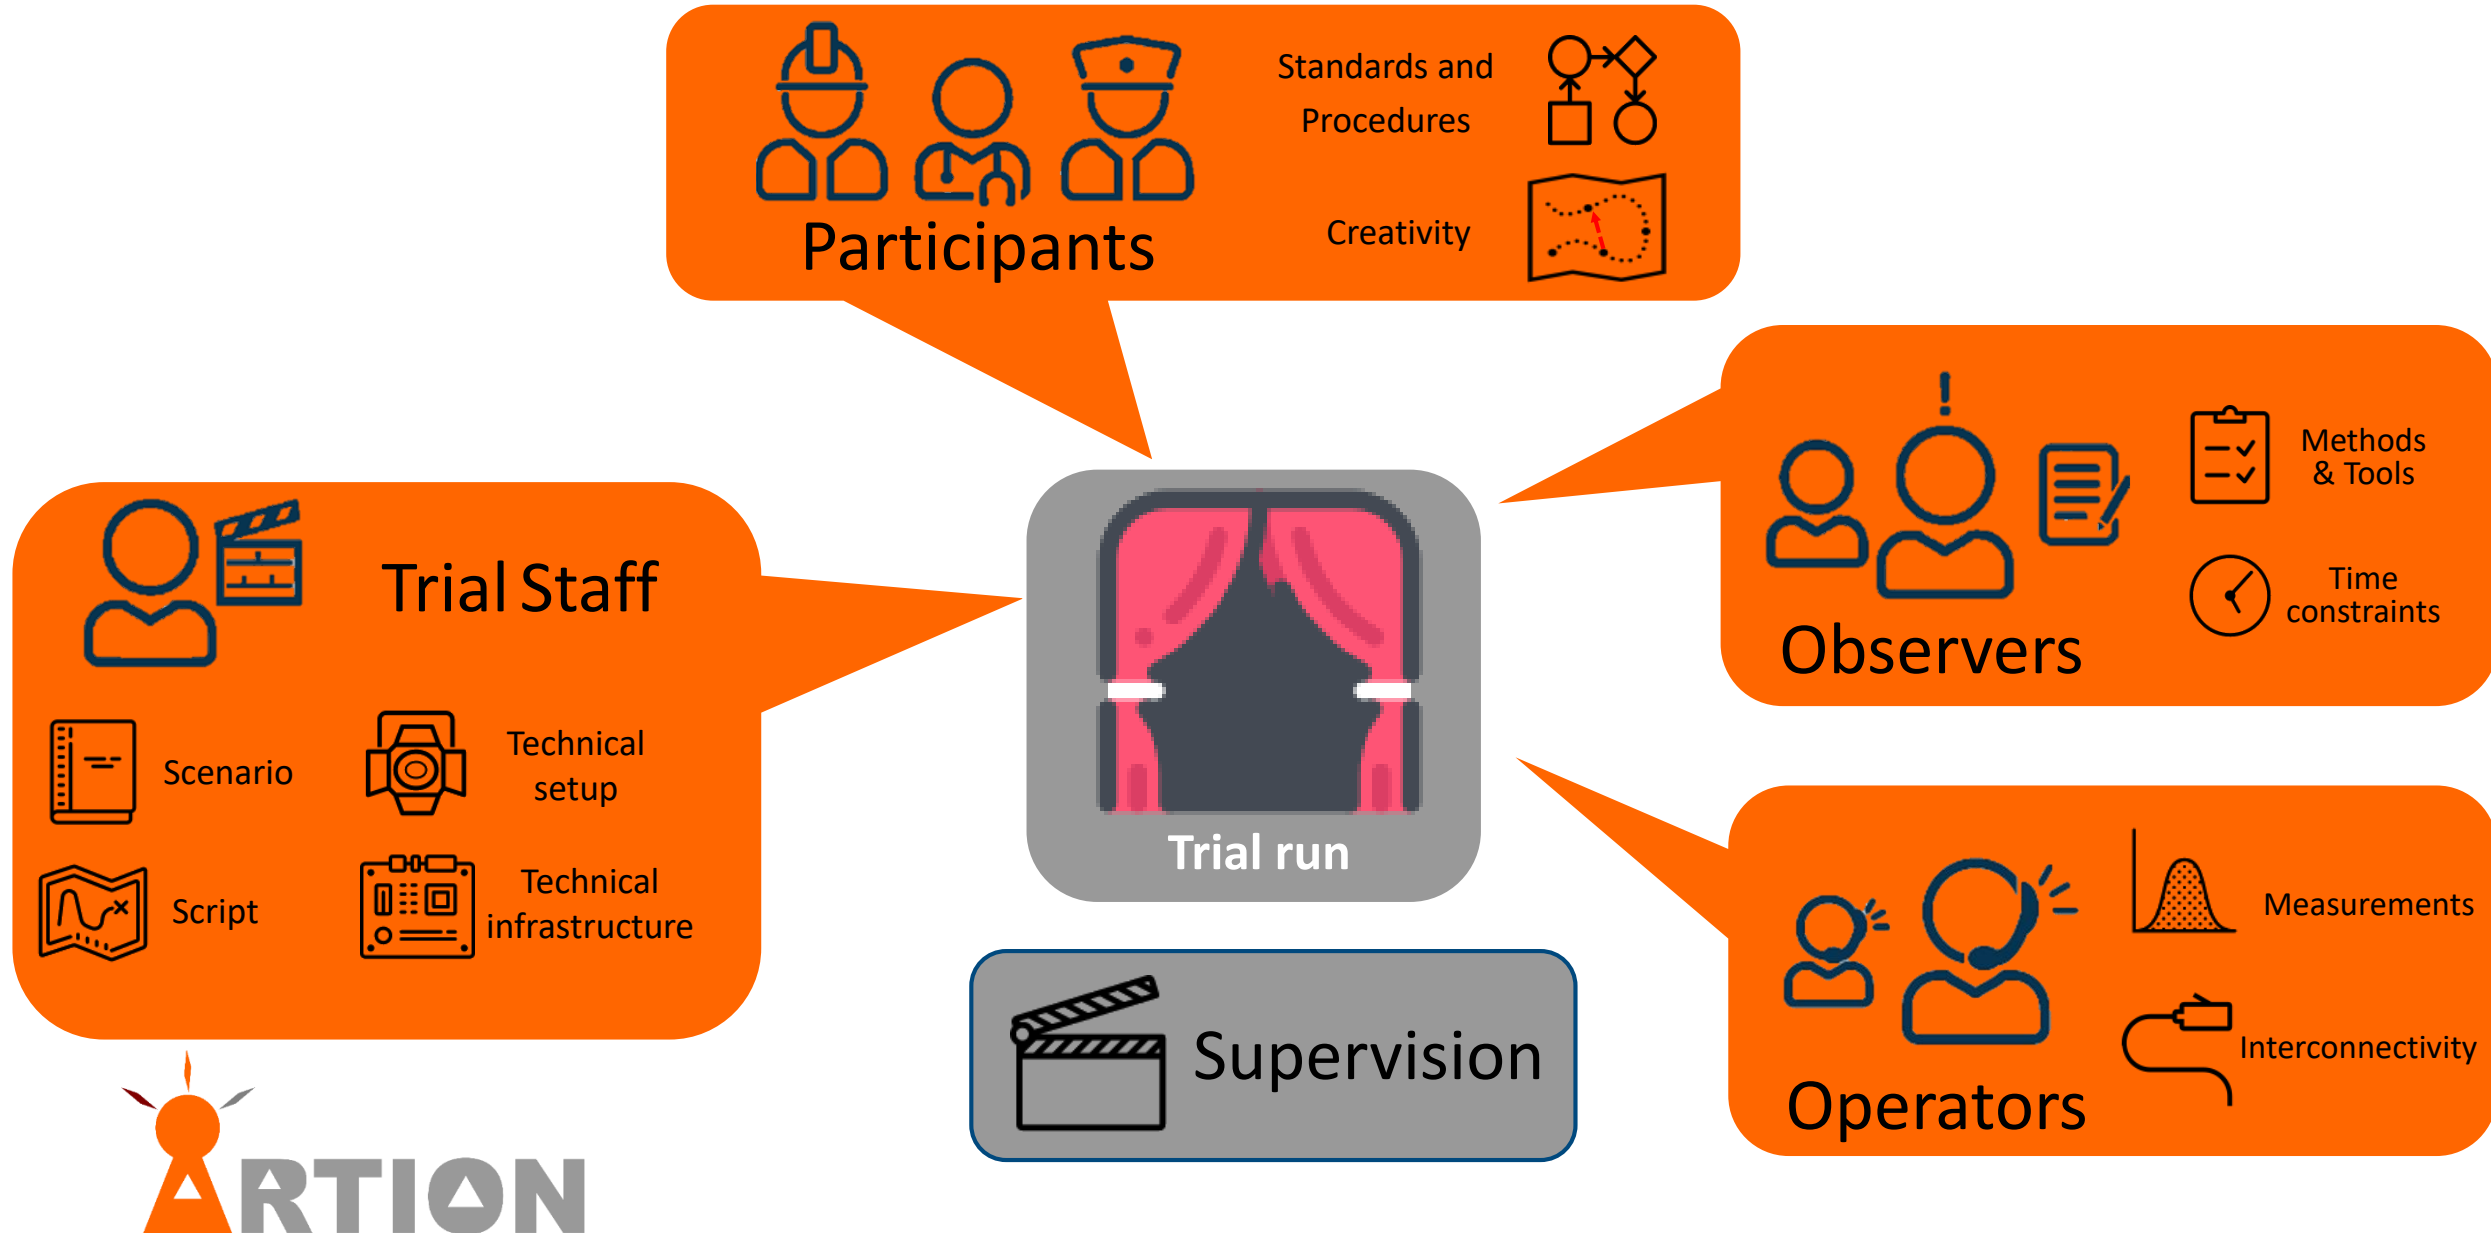 Participants
Standards and
Procedures
Creativity
Trial Staff
Scenario
Technical
setup
Script
Technical
infrastructure
Trial run
Supervision
Observers
Methods
& Tools
Time
constraints
Operators
Measurements
Interconnectivity
ARTION